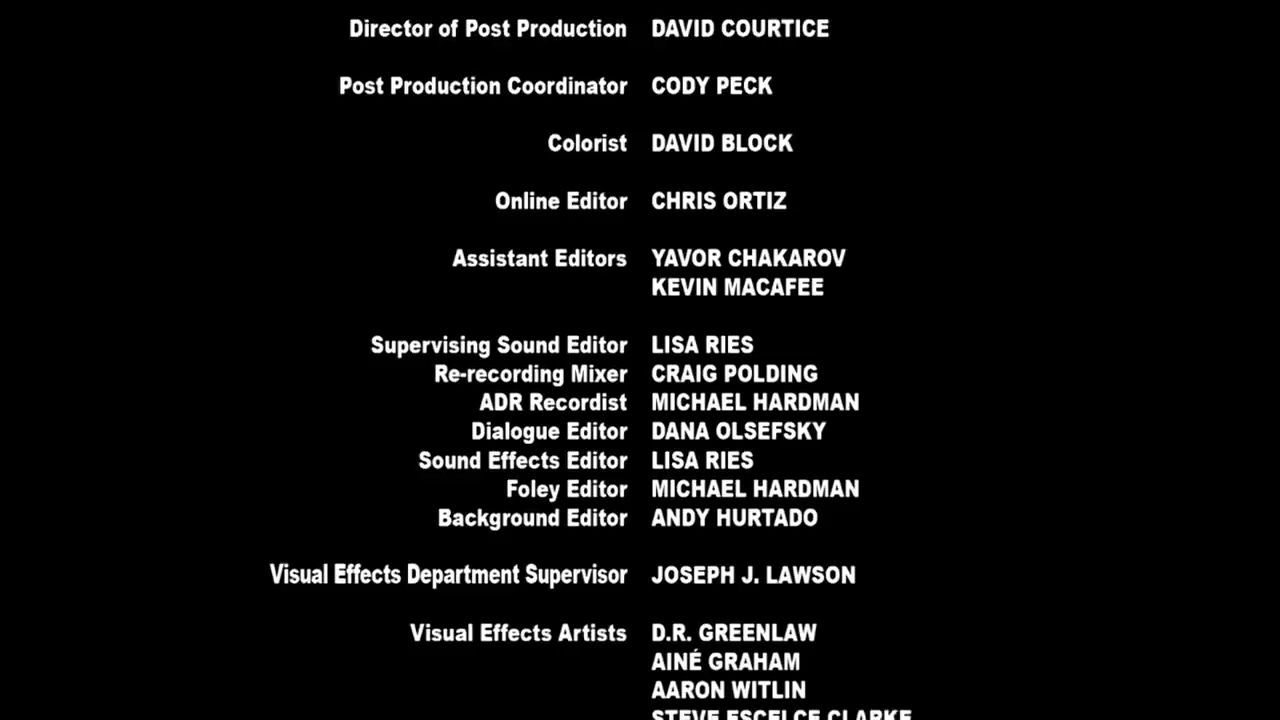 Director of Post Production DAVID COURTICE
Post Production Coordinator CODY PECK
Colorist DAVID BLOCK
Online Editor CHRIS ORTIZ
Assistant Editors YAVOR CHAKAROV
KEVIN MACAFEE
Supervising Sound Editor LISA RIES
Re-recording Mixer CRAIG POLDING
ADR Recordist MICHAEL HARDMAN
Dialogue Editor DANA OLSEFSKY
Sound Effects Editor LISA RIES
Foley Editor MICHAEL HARDMAN
Background Editor ANDY HURTADO
Visual Effects Department Supervisor JOSEPH J. LAWSON
Visual Effects Artists D.R. GREENLAW
AINÉ GRAHAM
AARON WITLIN
STEVE CLARKE